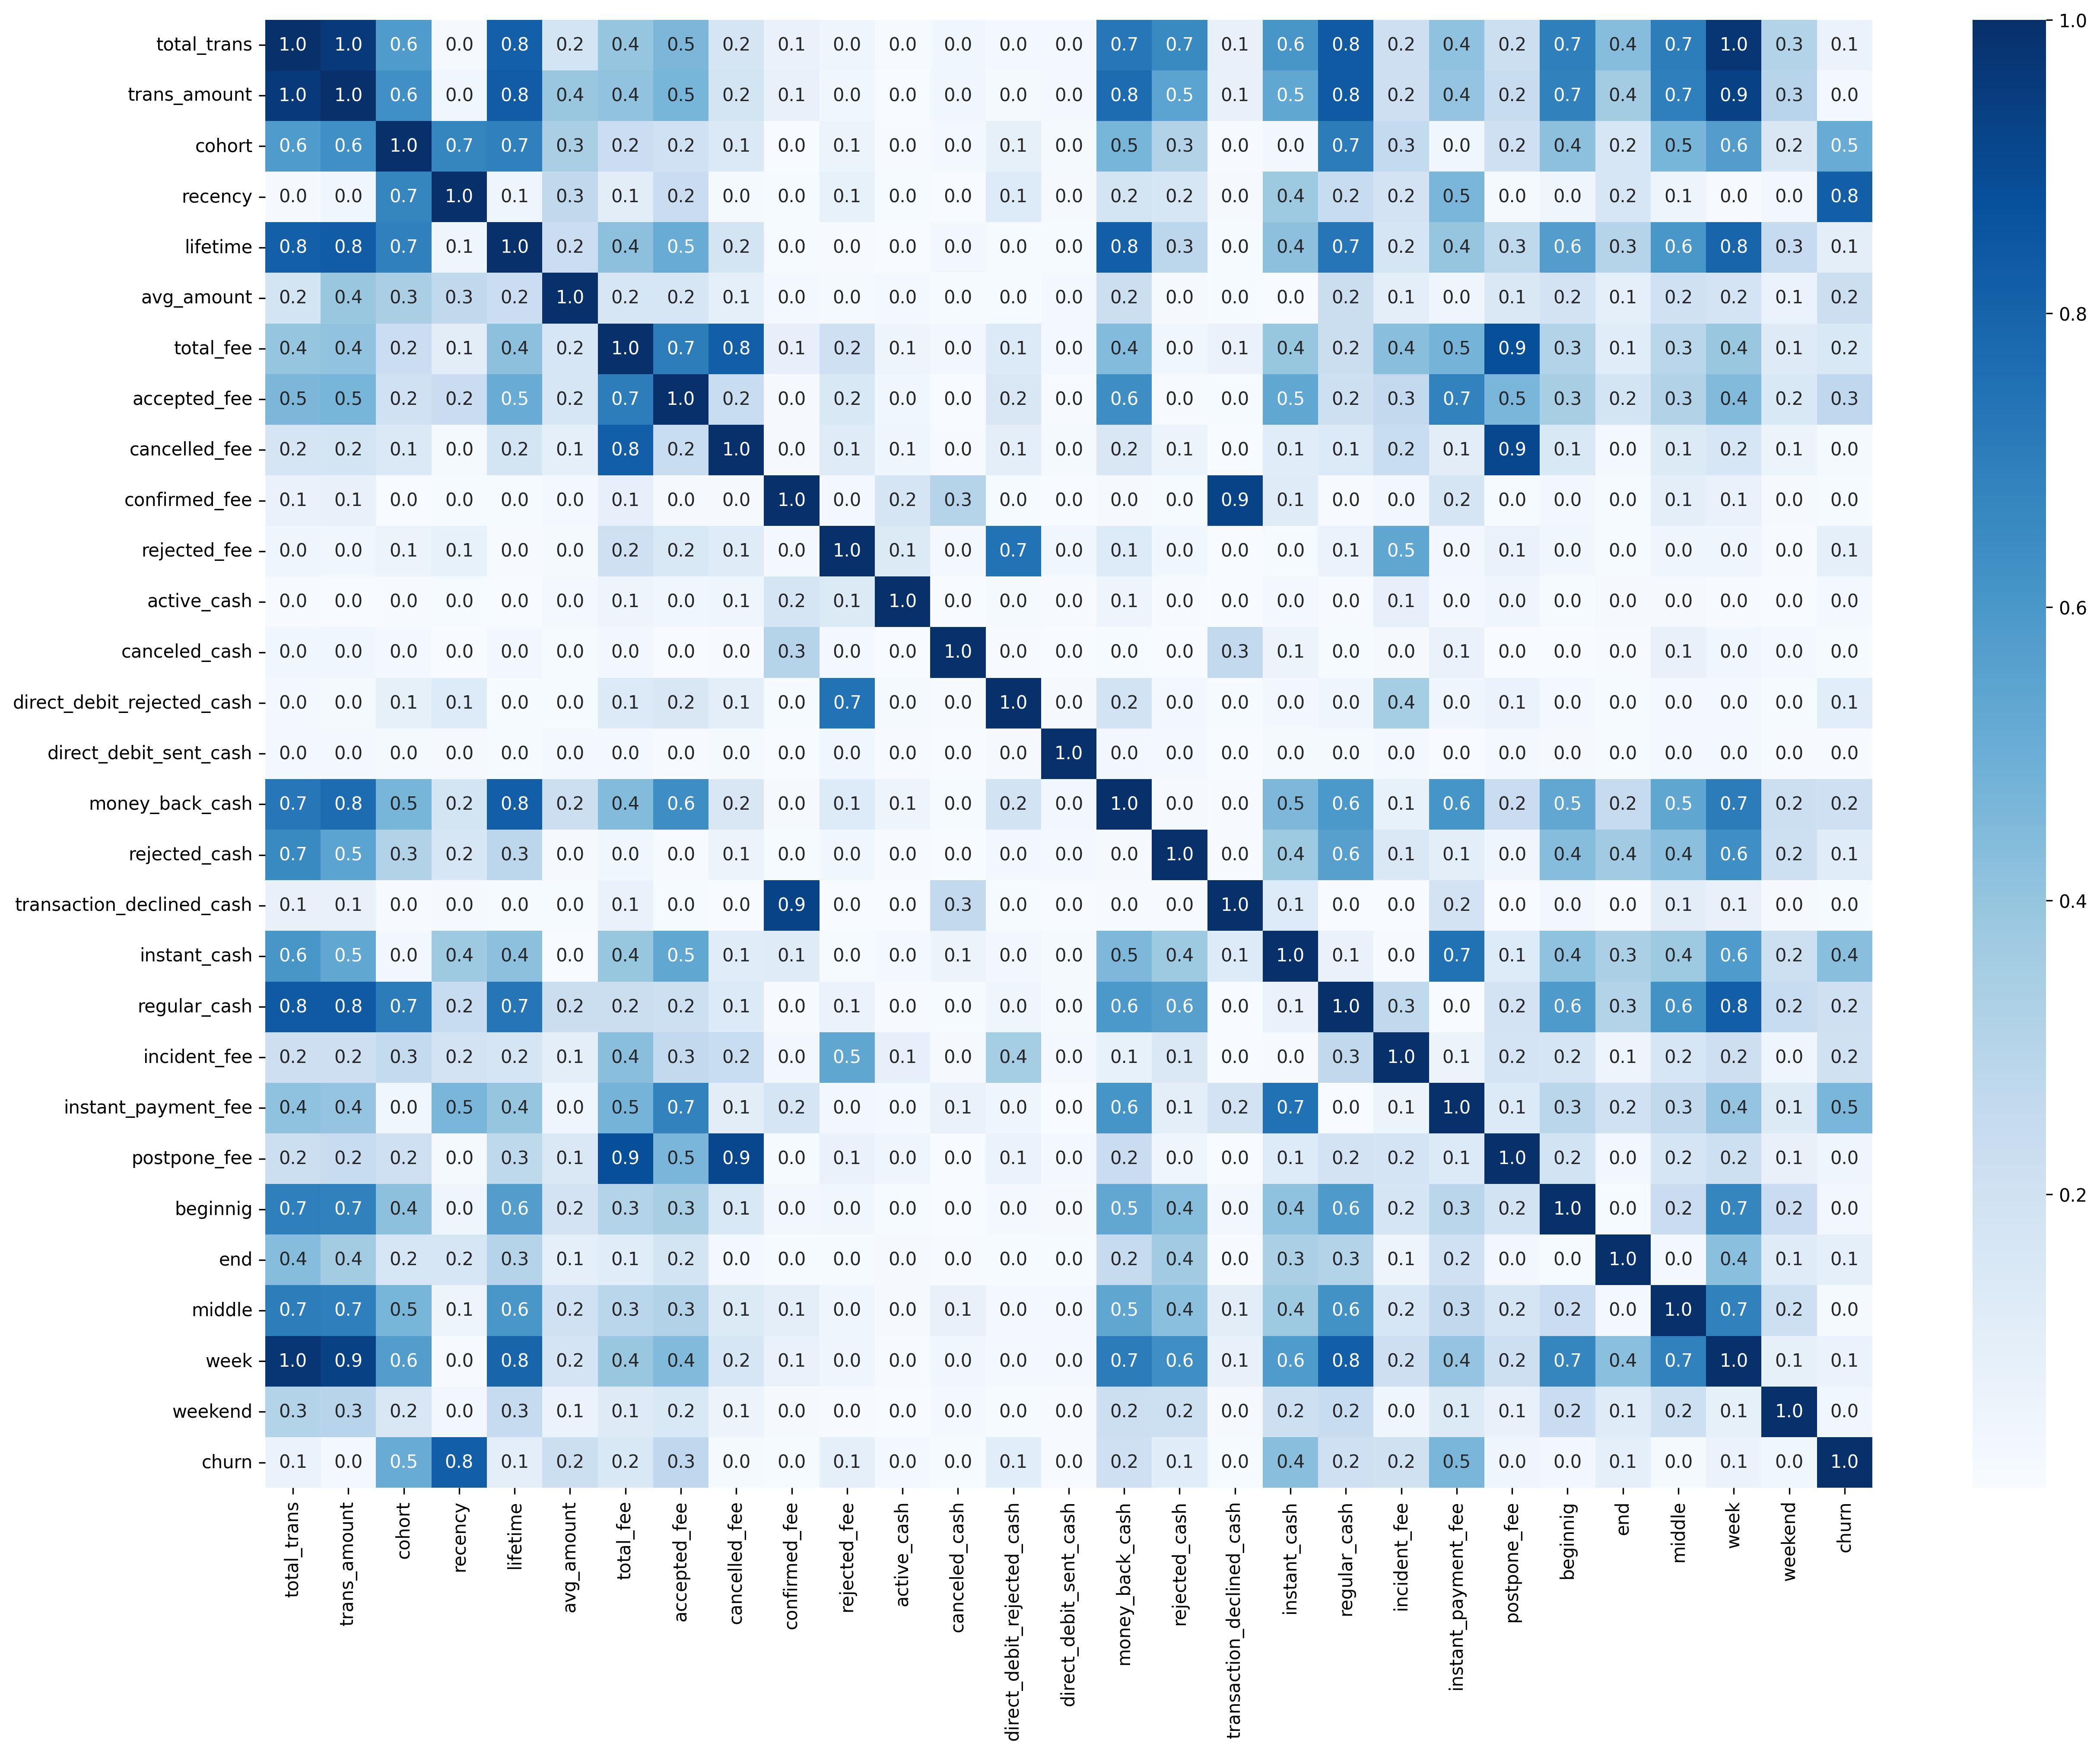 total_trans 1.0 1.0 0.6 0.0 0.8 0.2 0.4 0.5 0.2 0.1 0.0 0.0 0.0 0.0 0.0 0.7 0.7 0.1 0.6 0.8 0.2 0.4 0.2 0.7 0.4 0.7 1.0 0.3 0.1 1.0
trans_amount 1.0 1.0 0.6 0.0 0.8 0.4 0.4 0.5 0.2 0.1 0.0 0.0 0.0 0.0 0.0 0.8 0.5 0.1 0.5 0.8 0.2 0.4 0.2 0.7 0.4 0.7 0.9 0.3 0.0
cohort 0.6 0.6 1.0 0.7 0.7 0.3 0.2 0.2 0.1 0.0 0.1 0.0 0.0 0.1 0.0 0.5 0.3 0.0 0.0 0.7 0.3 0.0 0.2 0.4 0.2 0.5 0.6 0.2 0.5
recency 0.0 0.0 0.7 1.0 0.1 0.3 0.1 0.2 0.0 0.0 0.1 0.0 0.0 0.1 0.0 0.2 0.2 0.0 0.4 0.2 0.2 0.5 0.0 0.0 0.2 0.1 0.0 0.0 0.8
lifetime 0.8 0.8 0.7 0.1 1.0 0.2 0.4 0.5 0.2 0.0 0.0 0.0 0.0 0.0 0.0 0.8 0.3 0.0 0.4 0.7 0.2 0.4 0.3 0.6 0.3 0.6 0.8 0.3 0.1
avg_amount 0.2 0.4 0.3 0.3 0.2 1.0 0.2 0.2 0.1 0.0 0.0 0.0 0.0 0.0 0.0 0.2 0.0 0.0 0.0 0.2 0.1 0.0 0.1 0.2 0.1 0.2 0.2 0.1 0.2
0.8
total_fee 0.4 0.4 0.2 0.1 0.4 0.2 1.0 0.7 0.8 0.1 0.2 0.1 0.0 0.1 0.0 0.4 0.0 0.1 0.4 0.2 0.4 0.5 0.9 0.3 0.1 0.3 0.4 0.1 0.2
accepted_fee 0.5 0.5 0.2 0.2 0.5 0.2 0.7 1.0 0.2 0.0 0.2 0.0 0.0 0.2 0.0 0.6 0.0 0.0 0.5 0.2 0.3 0.7 0.5 0.3 0.2 0.3 0.4 0.2 0.3
cancelled_fee 0.2 0.2 0.1 0.0 0.2 0.1 0.8 0.2 1.0 0.0 0.1 0.1 0.0 0.1 0.0 0.2 0.1 0.0 0.1 0.1 0.2 0.1 0.9 0.1 0.0 0.1 0.2 0.1 0.0
confirmed_fee 0.1 0.1 0.0 0.0 0.0 0.0 0.1 0.0 0.0 1.0 0.0 0.2 0.3 0.0 0.0 0.0 0.0 0.9 0.1 0.0 0.0 0.2 0.0 0.0 0.0 0.1 0.1 0.0 0.0
rejected_fee 0.0 0.0 0.1 0.1 0.0 0.0 0.2 0.2 0.1 0.0 1.0 0.1 0.0 0.7 0.0 0.1 0.0 0.0 0.0 0.1 0.5 0.0 0.1 0.0 0.0 0.0 0.0 0.0 0.1
active_cash 0.0 0.0 0.0 0.0 0.0 0.0 0.1 0.0 0.1 0.2 0.1 1.0 0.0 0.0 0.0 0.1 0.0 0.0 0.0 0.0 0.1 0.0 0.0 0.0 0.0 0.0 0.0 0.0 0.0
0.6
canceled_cash 0.0 0.0 0.0 0.0 0.0 0.0 0.0 0.0 0.0 0.3 0.0 0.0 1.0 0.0 0.0 0.0 0.0 0.3 0.1 0.0 0.0 0.1 0.0 0.0 0.0 0.1 0.0 0.0 0.0
direct_debit_rejected_cash 0.0 0.0 0.1 0.1 0.0 0.0 0.1 0.2 0.1 0.0 0.7 0.0 0.0 1.0 0.0 0.2 0.0 0.0 0.0 0.0 0.4 0.0 0.1 0.0 0.0 0.0 0.0 0.0 0.1
direct_debit_sent_cash 0.0 0.0 0.0 0.0 0.0 0.0 0.0 0.0 0.0 0.0 0.0 0.0 0.0 0.0 1.0 0.0 0.0 0.0 0.0 0.0 0.0 0.0 0.0 0.0 0.0 0.0 0.0 0.0 0.0
money_back_cash 0.7 0.8 0.5 0.2 0.8 0.2 0.4 0.6 0.2 0.0 0.1 0.1 0.0 0.2 0.0 1.0 0.0 0.0 0.5 0.6 0.1 0.6 0.2 0.5 0.2 0.5 0.7 0.2 0.2
rejected_cash 0.7 0.5 0.3 0.2 0.3 0.0 0.0 0.0 0.1 0.0 0.0 0.0 0.0 0.0 0.0 0.0 1.0 0.0 0.4 0.6 0.1 0.1 0.0 0.4 0.4 0.4 0.6 0.2 0.1
0.4
transaction_declined_cash 0.1 0.1 0.0 0.0 0.0 0.0 0.1 0.0 0.0 0.9 0.0 0.0 0.3 0.0 0.0 0.0 0.0 1.0 0.1 0.0 0.0 0.2 0.0 0.0 0.0 0.1 0.1 0.0 0.0
instant_cash 0.6 0.5 0.0 0.4 0.4 0.0 0.4 0.5 0.1 0.1 0.0 0.0 0.1 0.0 0.0 0.5 0.4 0.1 1.0 0.1 0.0 0.7 0.1 0.4 0.3 0.4 0.6 0.2 0.4
regular_cash 0.8 0.8 0.7 0.2 0.7 0.2 0.2 0.2 0.1 0.0 0.1 0.0 0.0 0.0 0.0 0.6 0.6 0.0 0.1 1.0 0.3 0.0 0.2 0.6 0.3 0.6 0.8 0.2 0.2
incident_fee 0.2 0.2 0.3 0.2 0.2 0.1 0.4 0.3 0.2 0.0 0.5 0.1 0.0 0.4 0.0 0.1 0.1 0.0 0.0 0.3 1.0 0.1 0.2 0.2 0.1 0.2 0.2 0.0 0.2
instant_payment_fee 0.4 0.4 0.0 0.5 0.4 0.0 0.5 0.7 0.1 0.2 0.0 0.0 0.1 0.0 0.0 0.6 0.1 0.2 0.7 0.0 0.1 1.0 0.1 0.3 0.2 0.3 0.4 0.1 0.5
postpone_fee 0.2 0.2 0.2 0.0 0.3 0.1 0.9 0.5 0.9 0.0 0.1 0.0 0.0 0.1 0.0 0.2 0.0 0.0 0.1 0.2 0.2 0.1 1.0 0.2 0.0 0.2 0.2 0.1 0.0
0.2
beginnig 0.7 0.7 0.4 0.0 0.6 0.2 0.3 0.3 0.1 0.0 0.0 0.0 0.0 0.0 0.0 0.5 0.4 0.0 0.4 0.6 0.2 0.3 0.2 1.0 0.0 0.2 0.7 0.2 0.0
end 0.4 0.4 0.2 0.2 0.3 0.1 0.1 0.2 0.0 0.0 0.0 0.0 0.0 0.0 0.0 0.2 0.4 0.0 0.3 0.3 0.1 0.2 0.0 0.0 1.0 0.0 0.4 0.1 0.1
middle 0.7 0.7 0.5 0.1 0.6 0.2 0.3 0.3 0.1 0.1 0.0 0.0 0.1 0.0 0.0 0.5 0.4 0.1 0.4 0.6 0.2 0.3 0.2 0.2 0.0 1.0 0.7 0.2 0.0
week 1.0 0.9 0.6 0.0 0.8 0.2 0.4 0.4 0.2 0.1 0.0 0.0 0.0 0.0 0.0 0.7 0.6 0.1 0.6 0.8 0.2 0.4 0.2 0.7 0.4 0.7 1.0 0.1 0.1
weekend 0.3 0.3 0.2 0.0 0.3 0.1 0.1 0.2 0.1 0.0 0.0 0.0 0.0 0.0 0.0 0.2 0.2 0.0 0.2 0.2 0.0 0.1 0.1 0.2 0.1 0.2 0.1 1.0 0.0
churn 0.1 0.0 0.5 0.8 0.1 0.2 0.2 0.3 0.0 0.0 0.1 0.0 0.0 0.1 0.0 0.2 0.1 0.0 0.4 0.2 0.2 0.5 0.0 0.0 0.1 0.0 0.1 0.0 1.0
total_trans
trans_amount
cohort
recency
lifetime
avg_amount
total_fee
accepted_fee
cancelled_fee
confirmed_fee
rejected_fee
active_cash
canceled_cash
direct_debit_rejected_cash
direct_debit_sent_cash
money_back_cash
rejected_cash
transaction_declined_cash
instant_cash
regular_cash
incident_fee
instant_payment_fee
postpone_fee
beginnig
end
middle
week
weekend
churn